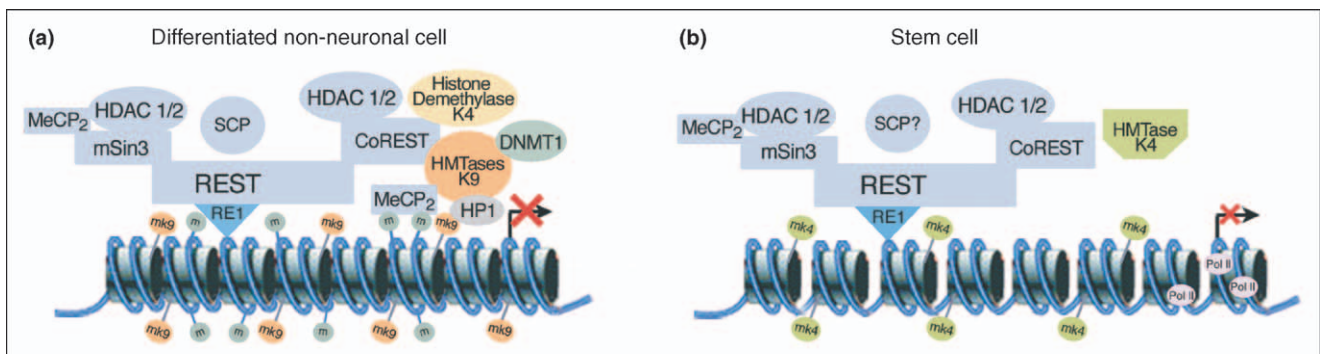 (a) Differentiated non-neuronal cell
HDAC 1/2
MeCP2
mSin3
SCP
HDAC 1/2
Histone
Demethylase
K4
CoREST
DNMT1
HMTases
K9
REST
MeCP2
HP1
RE1
mk9 m m mk9 m m mk9
mk9 m m mk9 m mk9 m mk9
(b) Stem cell
HDAC 1/2
MeCP2
mSin3
SCP?
HDAC 1/2
CoREST
HMTase
K4
REST
RE1
mk4 mk4 mk4
Pol II
Pol II
Pol II
mk4 mk4 mk4